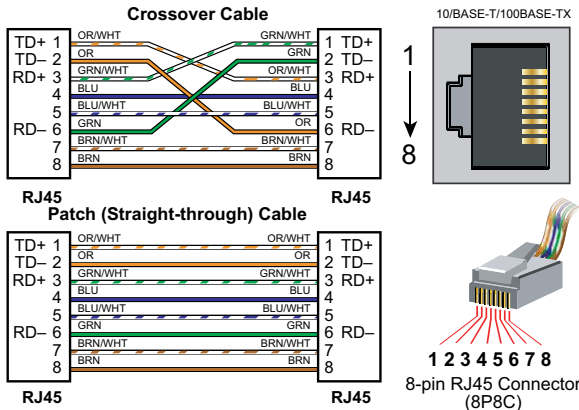 Crossover Cable
TD+ 1 OR/WHT GRN/WHT 1 TD+
TD– 2 OR GRN 2 TD–
RD+ 3 GRN/WHT OR/WHT 3 RD+
4 BLU BLU 4
5 BLU/WHT BLU/WHT 5
RD– 6 GRN OR 6 RD–
7 BRN/WHT BRN/WHT 7
8 BRN BRN 8
RJ45 RJ45
10/BASE-T/100BASE-TX
1
8
Patch (Straight-through) Cable
TD+ 1 OR/WHT OR/WHT 1 TD+
TD– 2 OR OR 2 TD–
RD+ 3 GRN/WHT GRN/WHT 3 RD+
4 BLU BLU 4
5 BLU/WHT BLU/WHT 5
RD– 6 GRN GRN 6 RD–
7 BRN/WHT BRN/WHT 7
8 BRN BRN 8
RJ45 RJ45
1 2 3 4 5 6 7 8
8-pin RJ45 Connector
(8P8C)